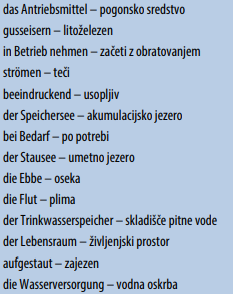 das Antriebsmittel – pogonsko sredstvo
gusseisern – litoželezen
in Betrieb nehmen – začeti z obratovanjem
strömen – teči
beeindruckend – usopljiv
der Speichersee – akumulacijsko jezero
bei Bedarf – po potrebi
der Stausee – umetno jezero
die Ebbe – oseka
die Flut – plima
der Trinkwasserspeicher – skladišče pitne vode
der Lebensraum – življenjski prostor
aufgestaut – zajezen
die Wasserversorgung – vodna oskrba